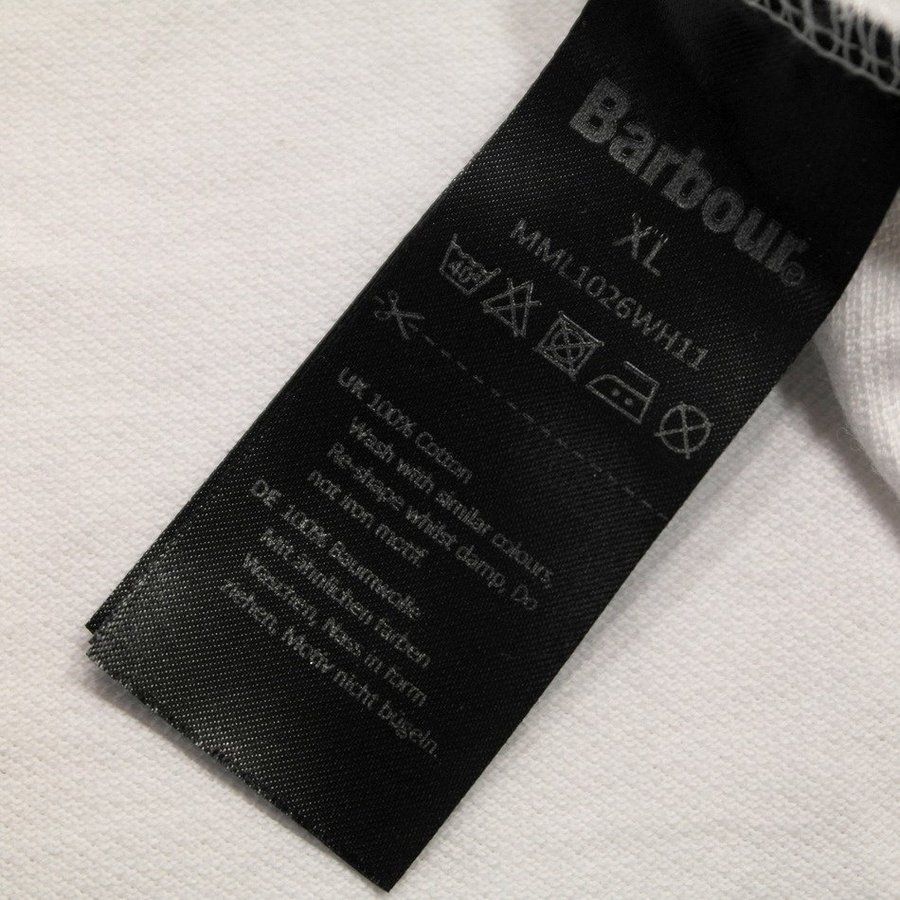 Barbour®
XL
MML1026WH11
40°
UK 100% Cotton
Wash with similar colours,
Re-shape whilst damp, Do
not iron motif.
DE 100% Baumwolle
Mit ähnlichen farben
Waschen, Nass in form
ziehen, Motiv nicht bügeln.